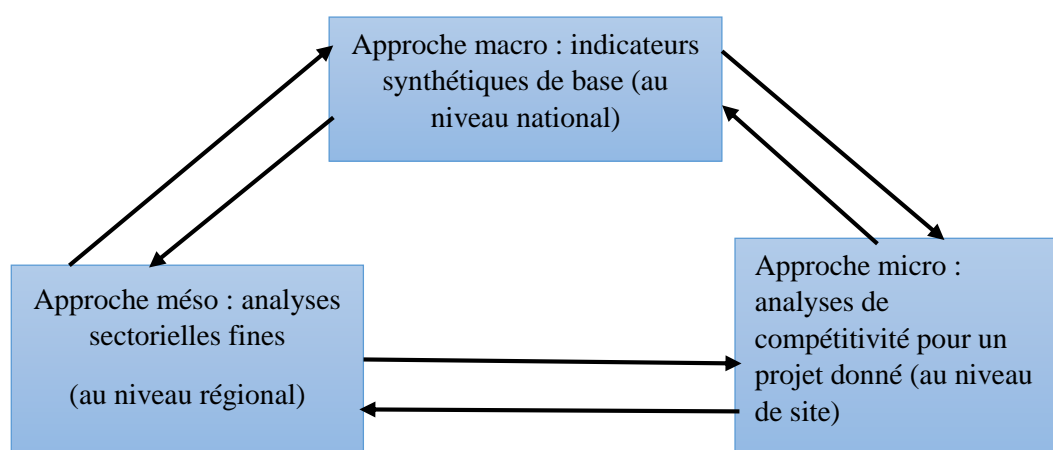 Approche macro : indicateurs
synthétiques de base (au
niveau national)
Approche méso : analyses
sectorielles fines
(au niveau régional)
Approche micro :
analyses de
compétitivité pour un
projet donné (au niveau
de site)